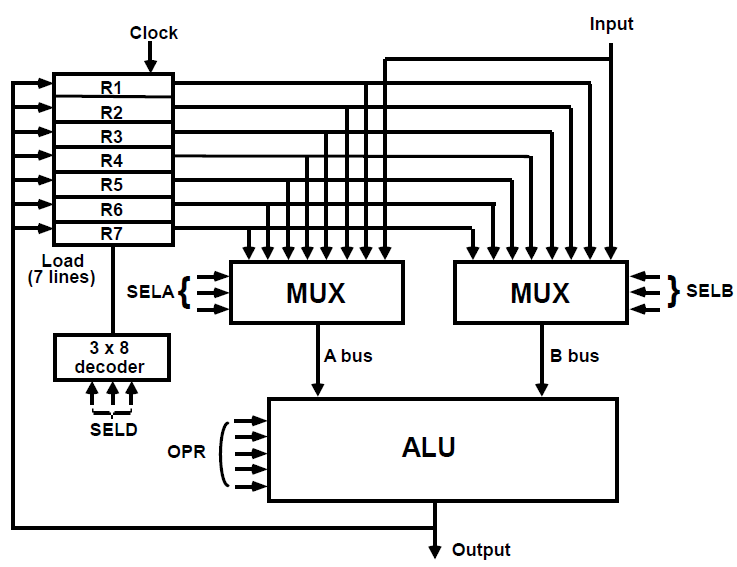 Clock
Input
R1
R2
R3
R4
R5
R6
R7
Load
(7 lines)
SELA {
MUX
MUX
} SELB
3 x 8
decoder
A bus
B bus
SELD
OPR
ALU
Output